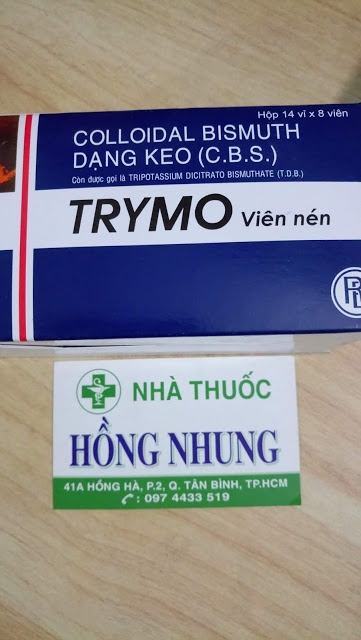 Hộp 14 vỉ x 8 viên
COLLOIDAL BISMUTH
DẠNG KEO (C.B.S.)
Còn được gọi là TRIPOTASSIUM DICITRATO BISMUTHATE (T.D.B.)
TRYMO Viên nén
NHÀ THUỐC
HỒNG NHUNG
41A HỒNG HÀ, P.2, Q. TÂN BÌNH, TP.HCM
: 097 4433 519